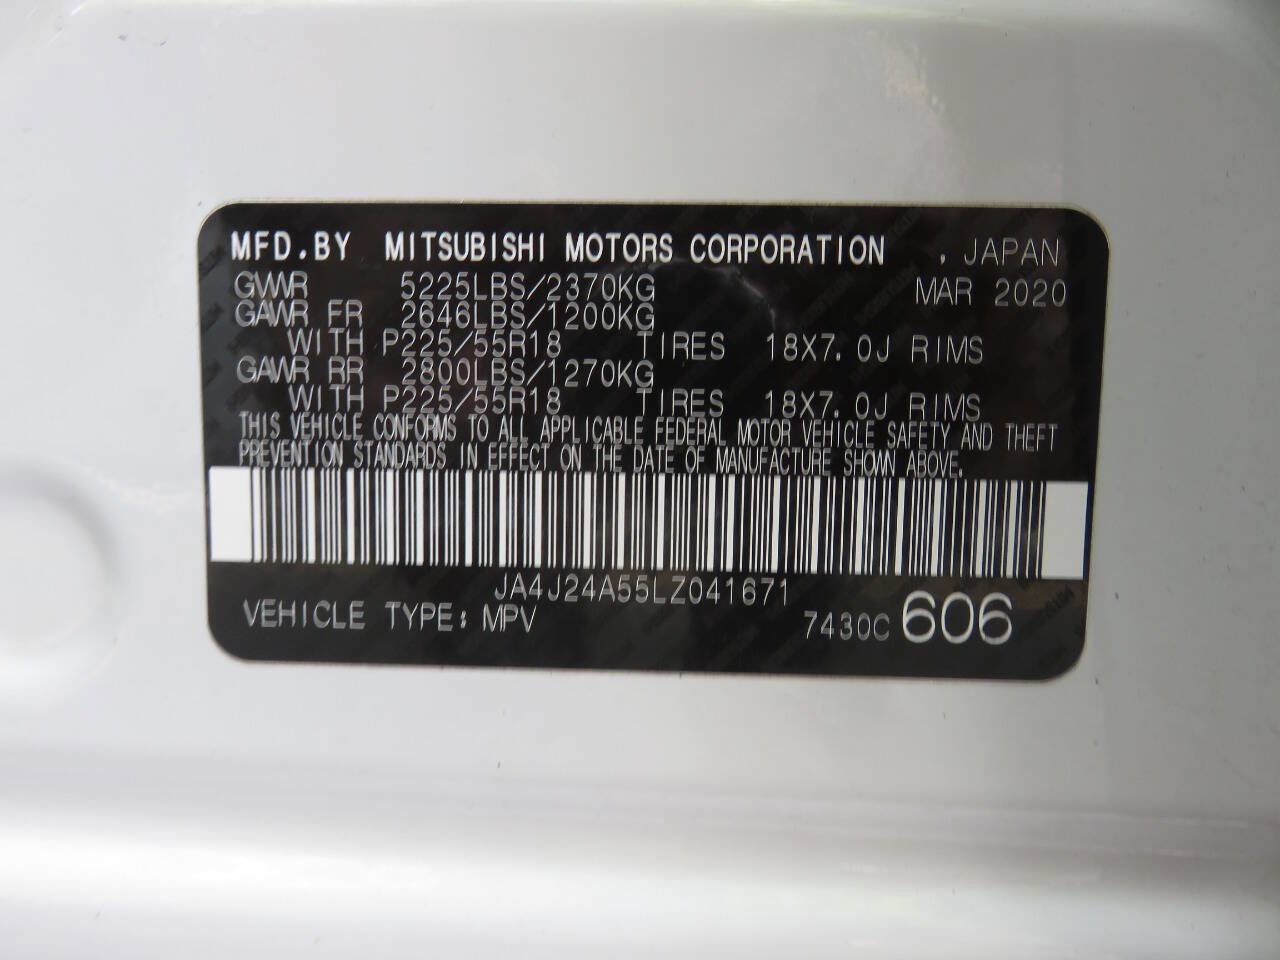 MFD.BY MITSUBISHI MOTORS CORPORATION , JAPAN
GVWR 5225LBS/2370KG MAR 2020
GAWR FR 2646LBS/1200KG
WITH P225/55R18 TIRES 18X7.0J RIMS
GAWR RR 2800LBS/1270KG
WITH P225/55R18 TIRES 18X7.0J RIMS
THIS VEHICLE CONFORMS TO ALL APPLICABLE FEDERAL MOTOR VEHICLE SAFETY AND THEFT
PREVENTION STANDARDS IN EFFECT ON THE DATE OF MANUFACTURE SHOWN ABOVE.
JA4J24A55LZ041671
VEHICLE TYPE: MPV 7430C 606